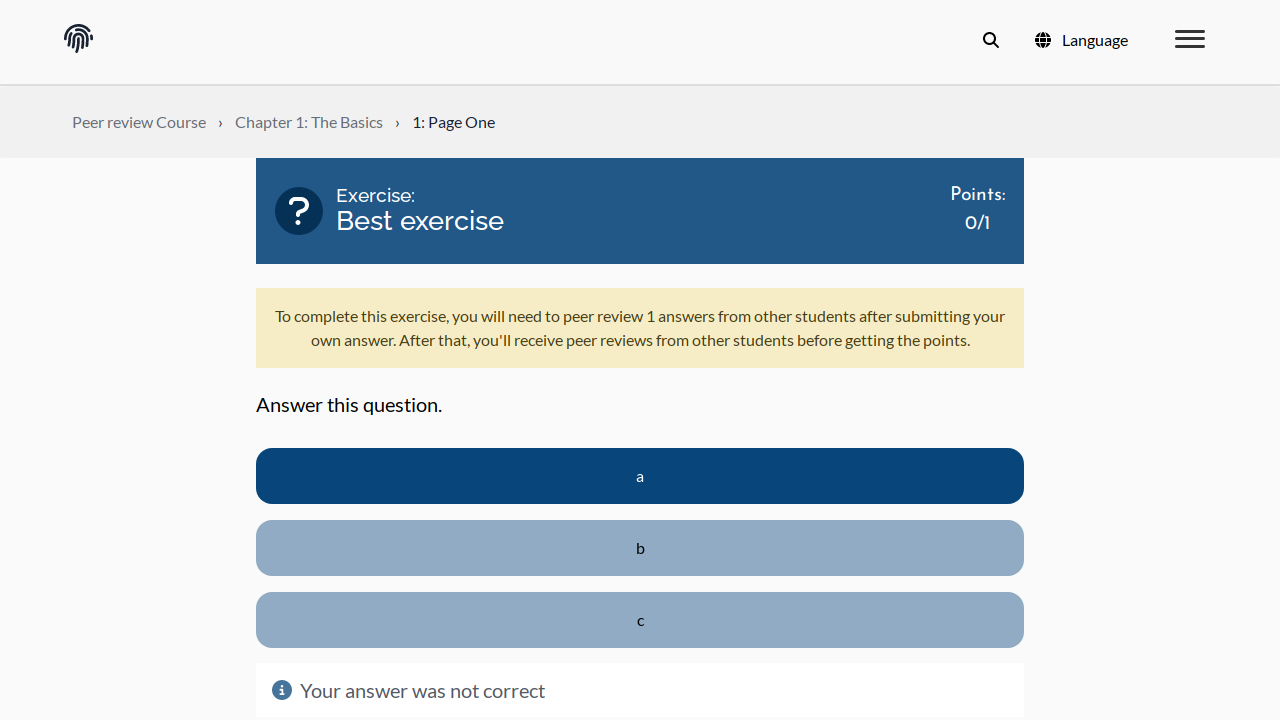 Language
Peer review Course › Chapter 1: The Basics › 1: Page One
Exercise:
Best exercise
Points:
0/1
To complete this exercise, you will need to peer review 1 answers from other students after submitting your
own answer. After that, you'll receive peer reviews from other students before getting the points.
Answer this question.
a
b
c
Your answer was not correct